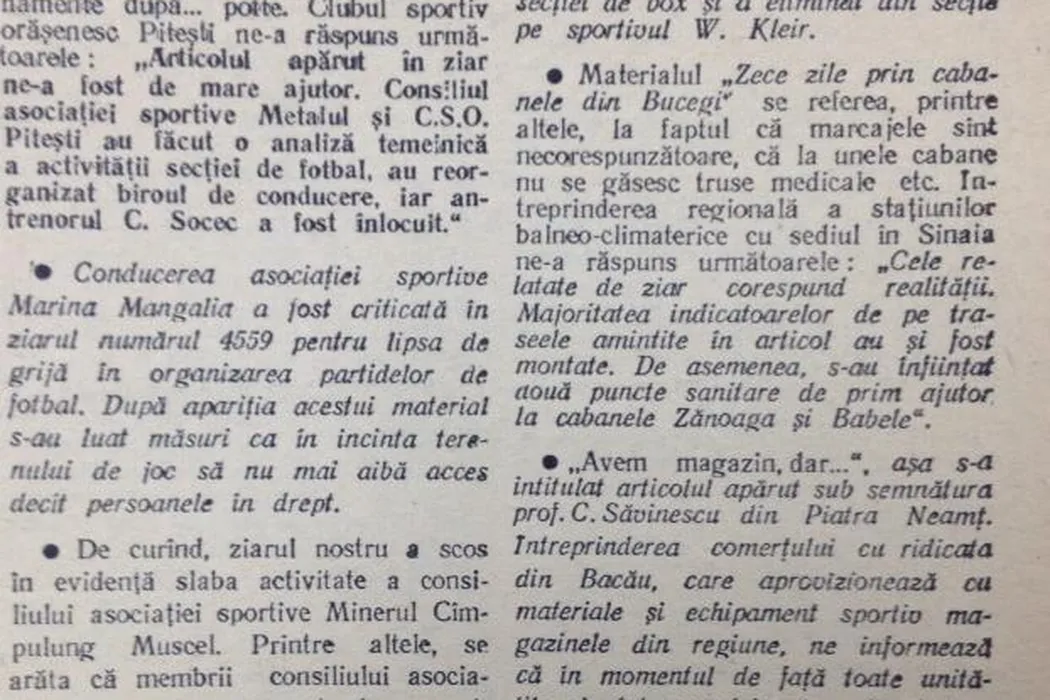 namente după... poite. Clubul sportiv
orășenesc Pitești ne-a răspuns urmă-
toarele : „Articolul apărut în ziar
ne-a fost de mare ajutor. Consiliul
asociației sportive Metalul și C.S.O.
Pitești au făcut o analiză temeinică
a activității secției de fotbal, au reor-
ganizat biroul de conducere, iar an-
trenorul C. Socec a fost înlocuit.“
● Conducerea asociației sportive
Marina Mangalia a fost criticată în
ziarul numărul 4559 pentru lipsa de
grijă în organizarea partidelor de
fotbal. După apariția acestui material
s-au luat măsuri ca în incinta tere-
nului de joc să nu mai aibă acces
decît persoanele în drept.
● De curînd, ziarul nostru a scos
în evidență slaba activitate a consi-
liului asociației sportive Minerul Cîm-
pulung Muscel. Printre altele, se
arăta că membrii consiliului asocia-
secției de box și a eliminat din secția
pe sportivul W. Kleir.
● Materialul „Zece zile prin caba-
nele din Bucegi“ se referea, printre
altele, la faptul că marcajele sînt
necorespunzătoare, că la unele cabane
nu se găsesc truse medicale etc. In-
treprinderea regională a stațiunilor
balneo-climaterice cu sediul în Sinaia
ne-a răspuns următoarele : „Cele re-
latate de ziar corespund realității.
Majoritatea indicatoarelor de pe tra-
seele amintite în articol au și fost
montate. De asemenea, s-au înființat
două puncte sanitare de prim ajutor
la cabanele Zănoaga și Babele“.
● „Avem magazin, dar...“, așa s-a
intitulat articolul apărut sub semnătura
prof. C. Săvinescu din Piatra Neamț.
Intreprinderea comerțului cu ridicata
din Bacău, care aprovizionează cu
materiale și echipament sportiv ma-
gazinele din regiune, ne informează
că în momentul de față toate unită-